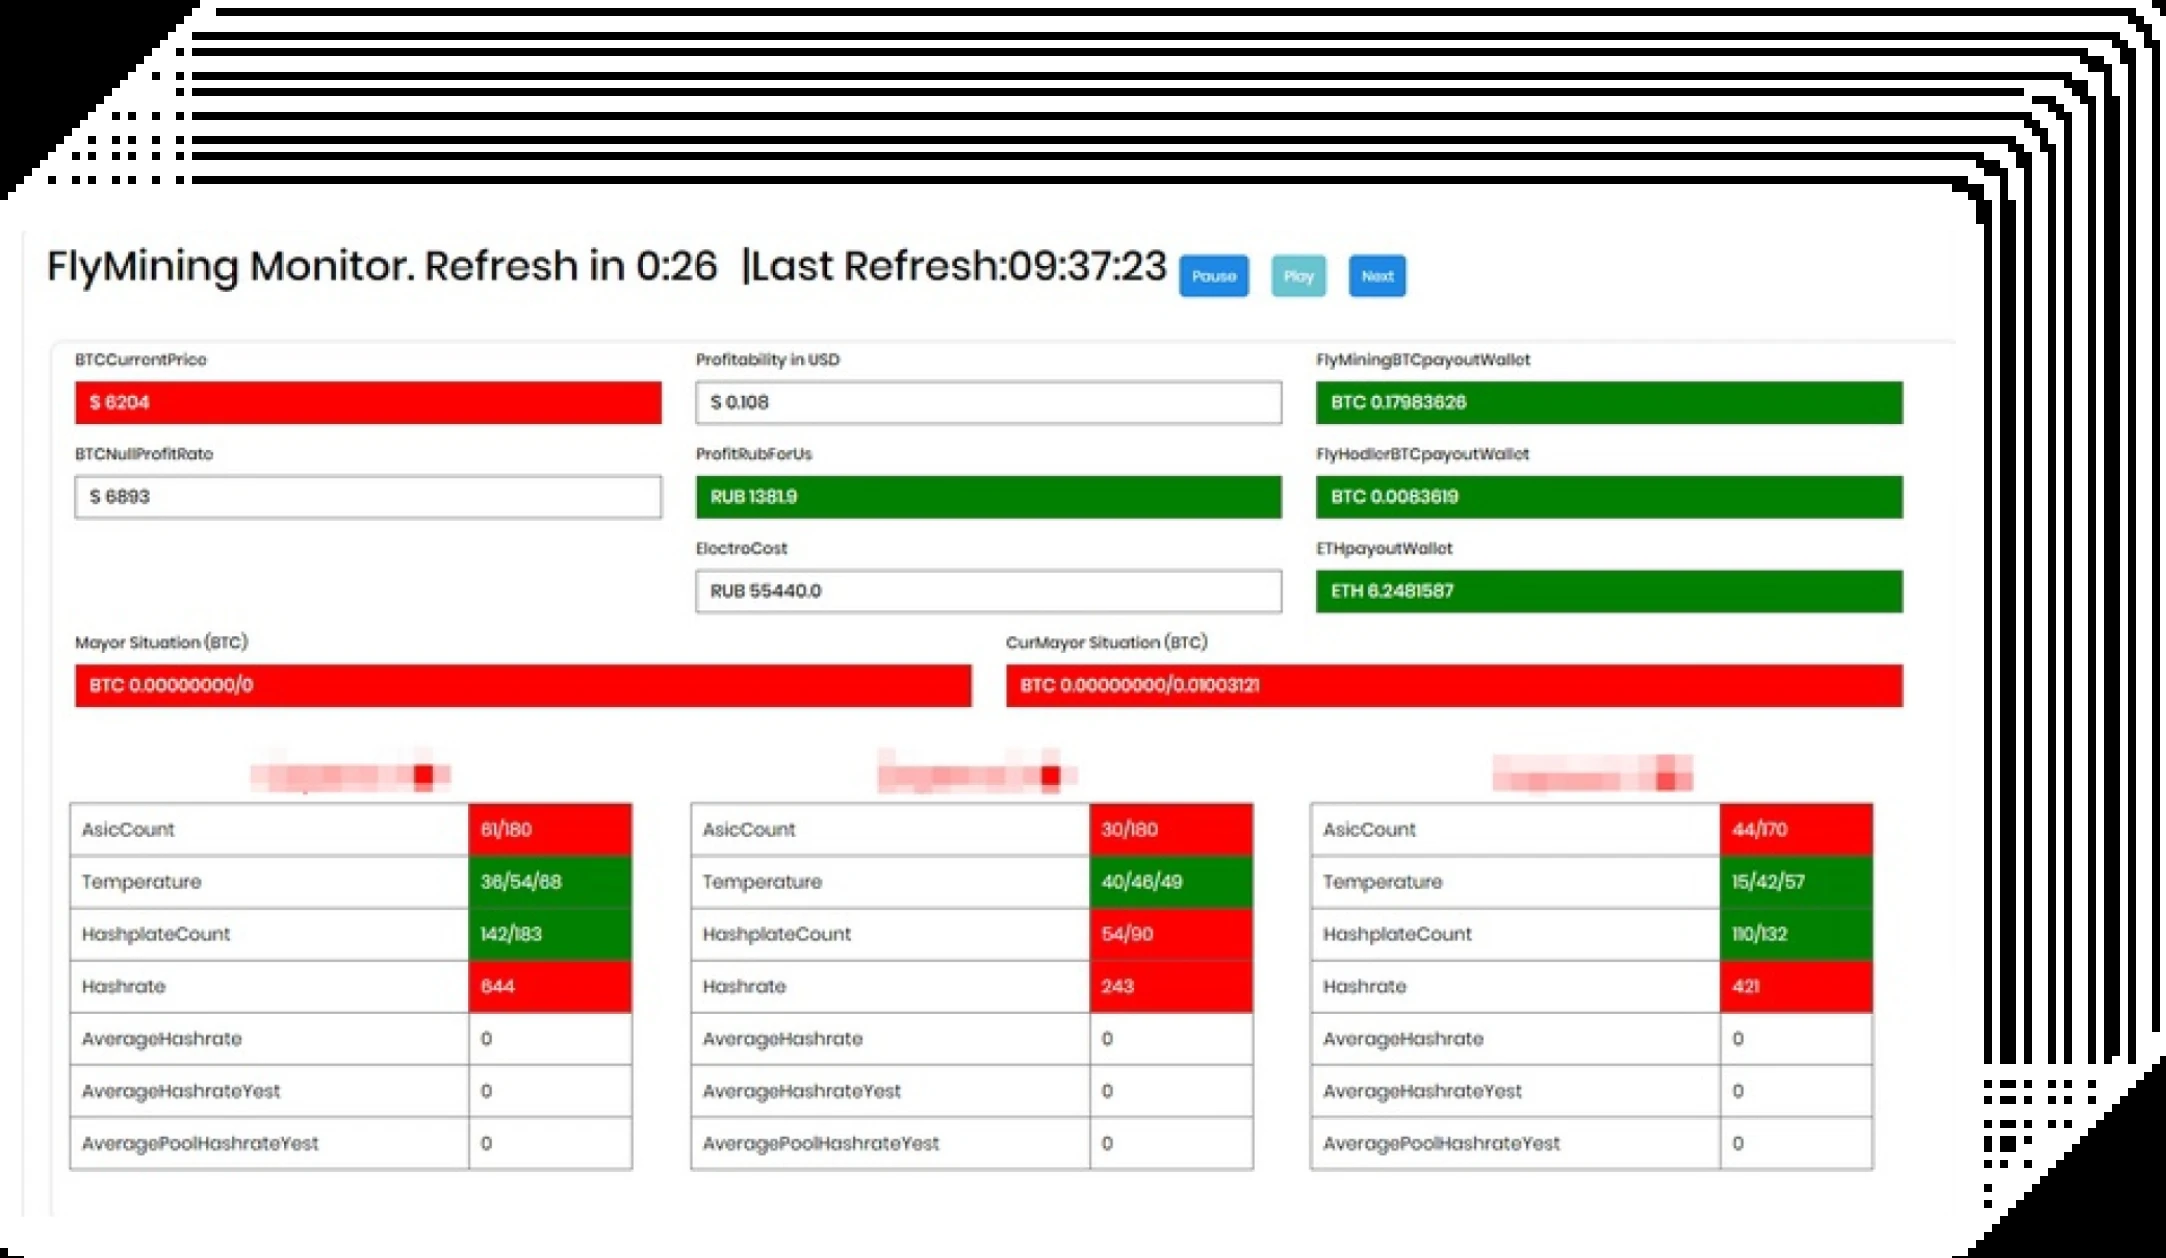 FlyMining Monitor. Refresh in 0:26 |Last Refresh:09:37:23 Pause Play Next
BTCCurrentPrice Profitability in USD FlyMiningBTCpayoutWallet
$ 6204 $ 0.108 BTC 0.17983626
BTCNullProfitRate ProfitRubForUs FlyHodlerBTCpayoutWallet
$ 6893 RUB 1381.9 BTC 0.0083619
ElectroCost ETHpayoutWallet
RUB 55440.0 ETH 6.2481587
Mayor Situation (BTC) CurMayor Situation (BTC)
BTC 0.00000000/0 BTC 0.00000000/0.01003121
AsicCount 61/180 AsicCount 30/180 AsicCount 44/170
Temperature 36/54/68 Temperature 40/46/49 Temperature 15/42/57
HashplateCount 142/183 HashplateCount 54/90 HashplateCount 110/132
Hashrate 644 Hashrate 243 Hashrate 421
AverageHashrate 0 AverageHashrate 0 AverageHashrate 0
AverageHashrateYest 0 AverageHashrateYest 0 AverageHashrateYest 0
AveragePoolHashrateYest 0 AveragePoolHashrateYest 0 AveragePoolHashrateYest 0